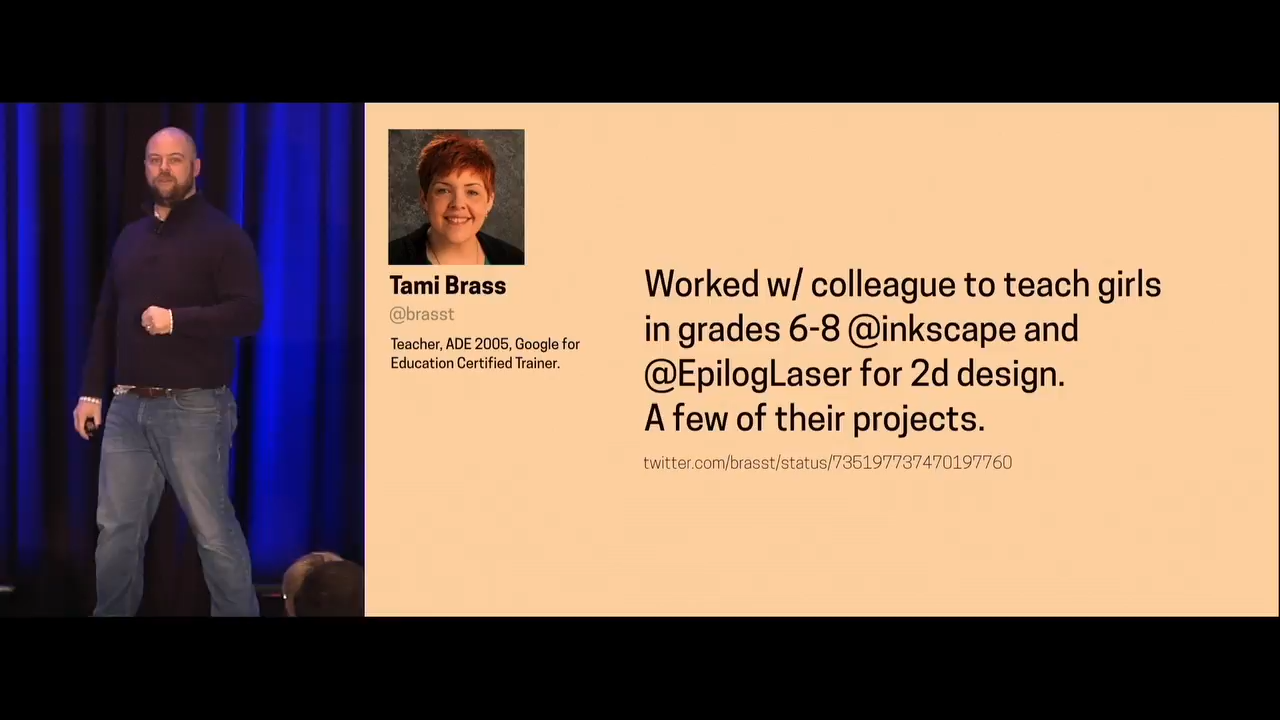 Tami Brass
@brasst
Teacher, ADE 2005, Google for
Education Certified Trainer.
Worked w/ colleague to teach girls
in grades 6-8 @inkscape and
@EpilogLaser for 2d design.
A few of their projects.
twitter.com/brasst/status/735197737470197760